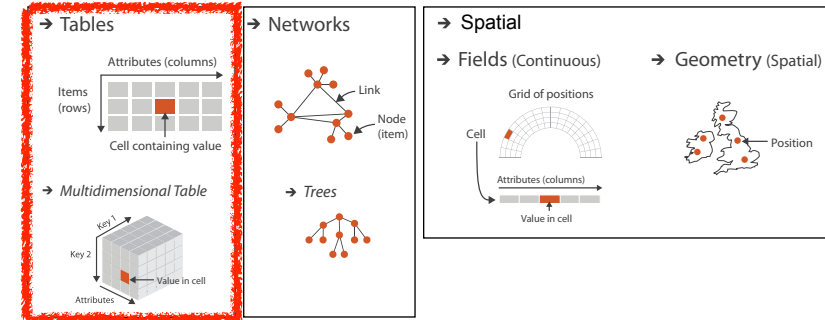 → Tables
Attributes (columns)
Items
(rows)
Cell containing value
→ Multidimensional Table
Key 1
Key 2
Value in cell
Attributes
→ Networks
Link
Node
(item)
→ Trees
→ Spatial
→ Fields (Continuous)
Grid of positions
Cell
Attributes (columns)
Value in cell
→ Geometry (Spatial)
Position